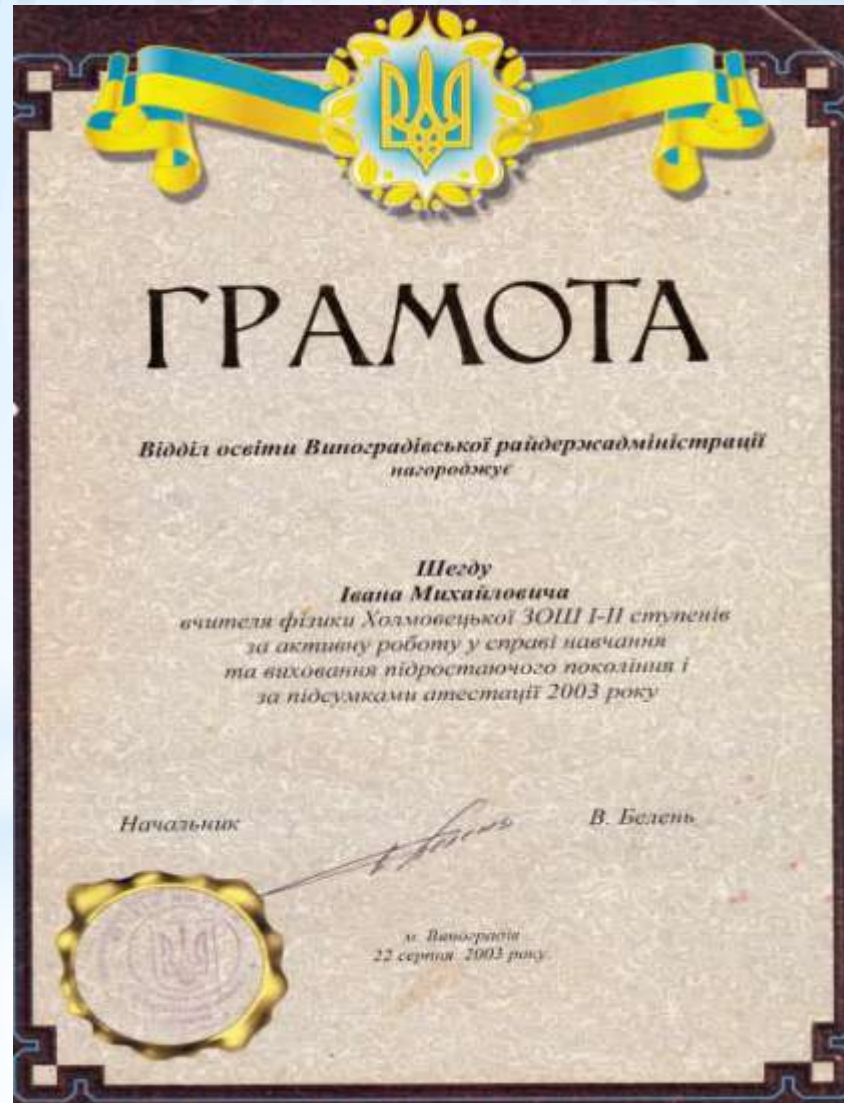 ГРАМОТА
Відділ освіти Виноградівської райдержадміністрації
нагороджує
Шегду
Івана Михайловича
вчителя фізики Холмовецької ЗОШ І-ІІ ступенів
за активну роботу у справі навчання
та виховання підростаючого покоління і
за підсумками атестації 2003 року
Начальник
В. Белень
м. Виноградів
22 серпня 2003 року